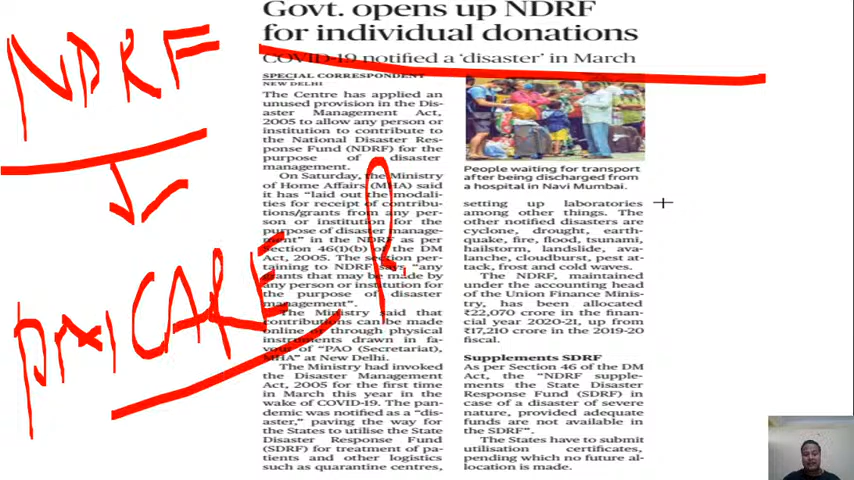 Govt. opens up NDRF
for individual donations
COVID-19 notified a 'disaster' in March
SPECIAL CORRESPONDENT
NEW DELHI
The Centre has applied an
unused provision in the Dis-
aster Management Act,
2005 to allow any person or
institution to contribute to
the National Disaster Res-
ponse Fund (NDRF) for the
purpose of disaster
management.
On Saturday, the Ministry
of Home Affairs (MHA) said
it has "laid out the modali-
ties for receipt of contribu-
tions/grants from any per-
son or institution for the
purpose of disaster manage-
ment" in the NDRF as per
Section 46(1)(b) of the DM
Act, 2005. The section per-
taining to NDRF says "any
grants that may be made by
any person or institution for
the purpose of disaster
management".
The Ministry said that
contributions can be made
online or through physical
instruments drawn in fa-
vour of "PAO (Secretariat),
MHA" at New Delhi.
The Ministry had invoked
the Disaster Management
Act, 2005 for the first time
in March this year in the
wake of COVID-19. The pan-
demic was notified as a "dis-
aster," paving the way for
the States to utilise the State
Disaster Response Fund
(SDRF) for treatment of pa-
tients and other logistics
such as quarantine centres,
People waiting for transport
after being discharged from
a hospital in Navi Mumbai.
setting up laboratories
among other things. The
other notified disasters are
cyclone, drought, earth-
quake, fire, flood, tsunami,
hailstorm, landslide, ava-
lanche, cloudburst, pest at-
tack, frost and cold waves.
The NDRF, maintained
under the accounting head
of the Union Finance Minis-
try, has been allocated
₹22,070 crore in the finan-
cial year 2020-21, up from
₹17,210 crore in the 2019-20
fiscal.
Supplements SDRF
As per Section 46 of the DM
Act, the "NDRF supple-
ments the State Disaster
Response Fund (SDRF) in
case of a disaster of severe
nature, provided adequate
funds are not available in
the SDRF".
The States have to submit
utilisation certificates,
pending which no future al-
location is made.
NDRF
pm CARE